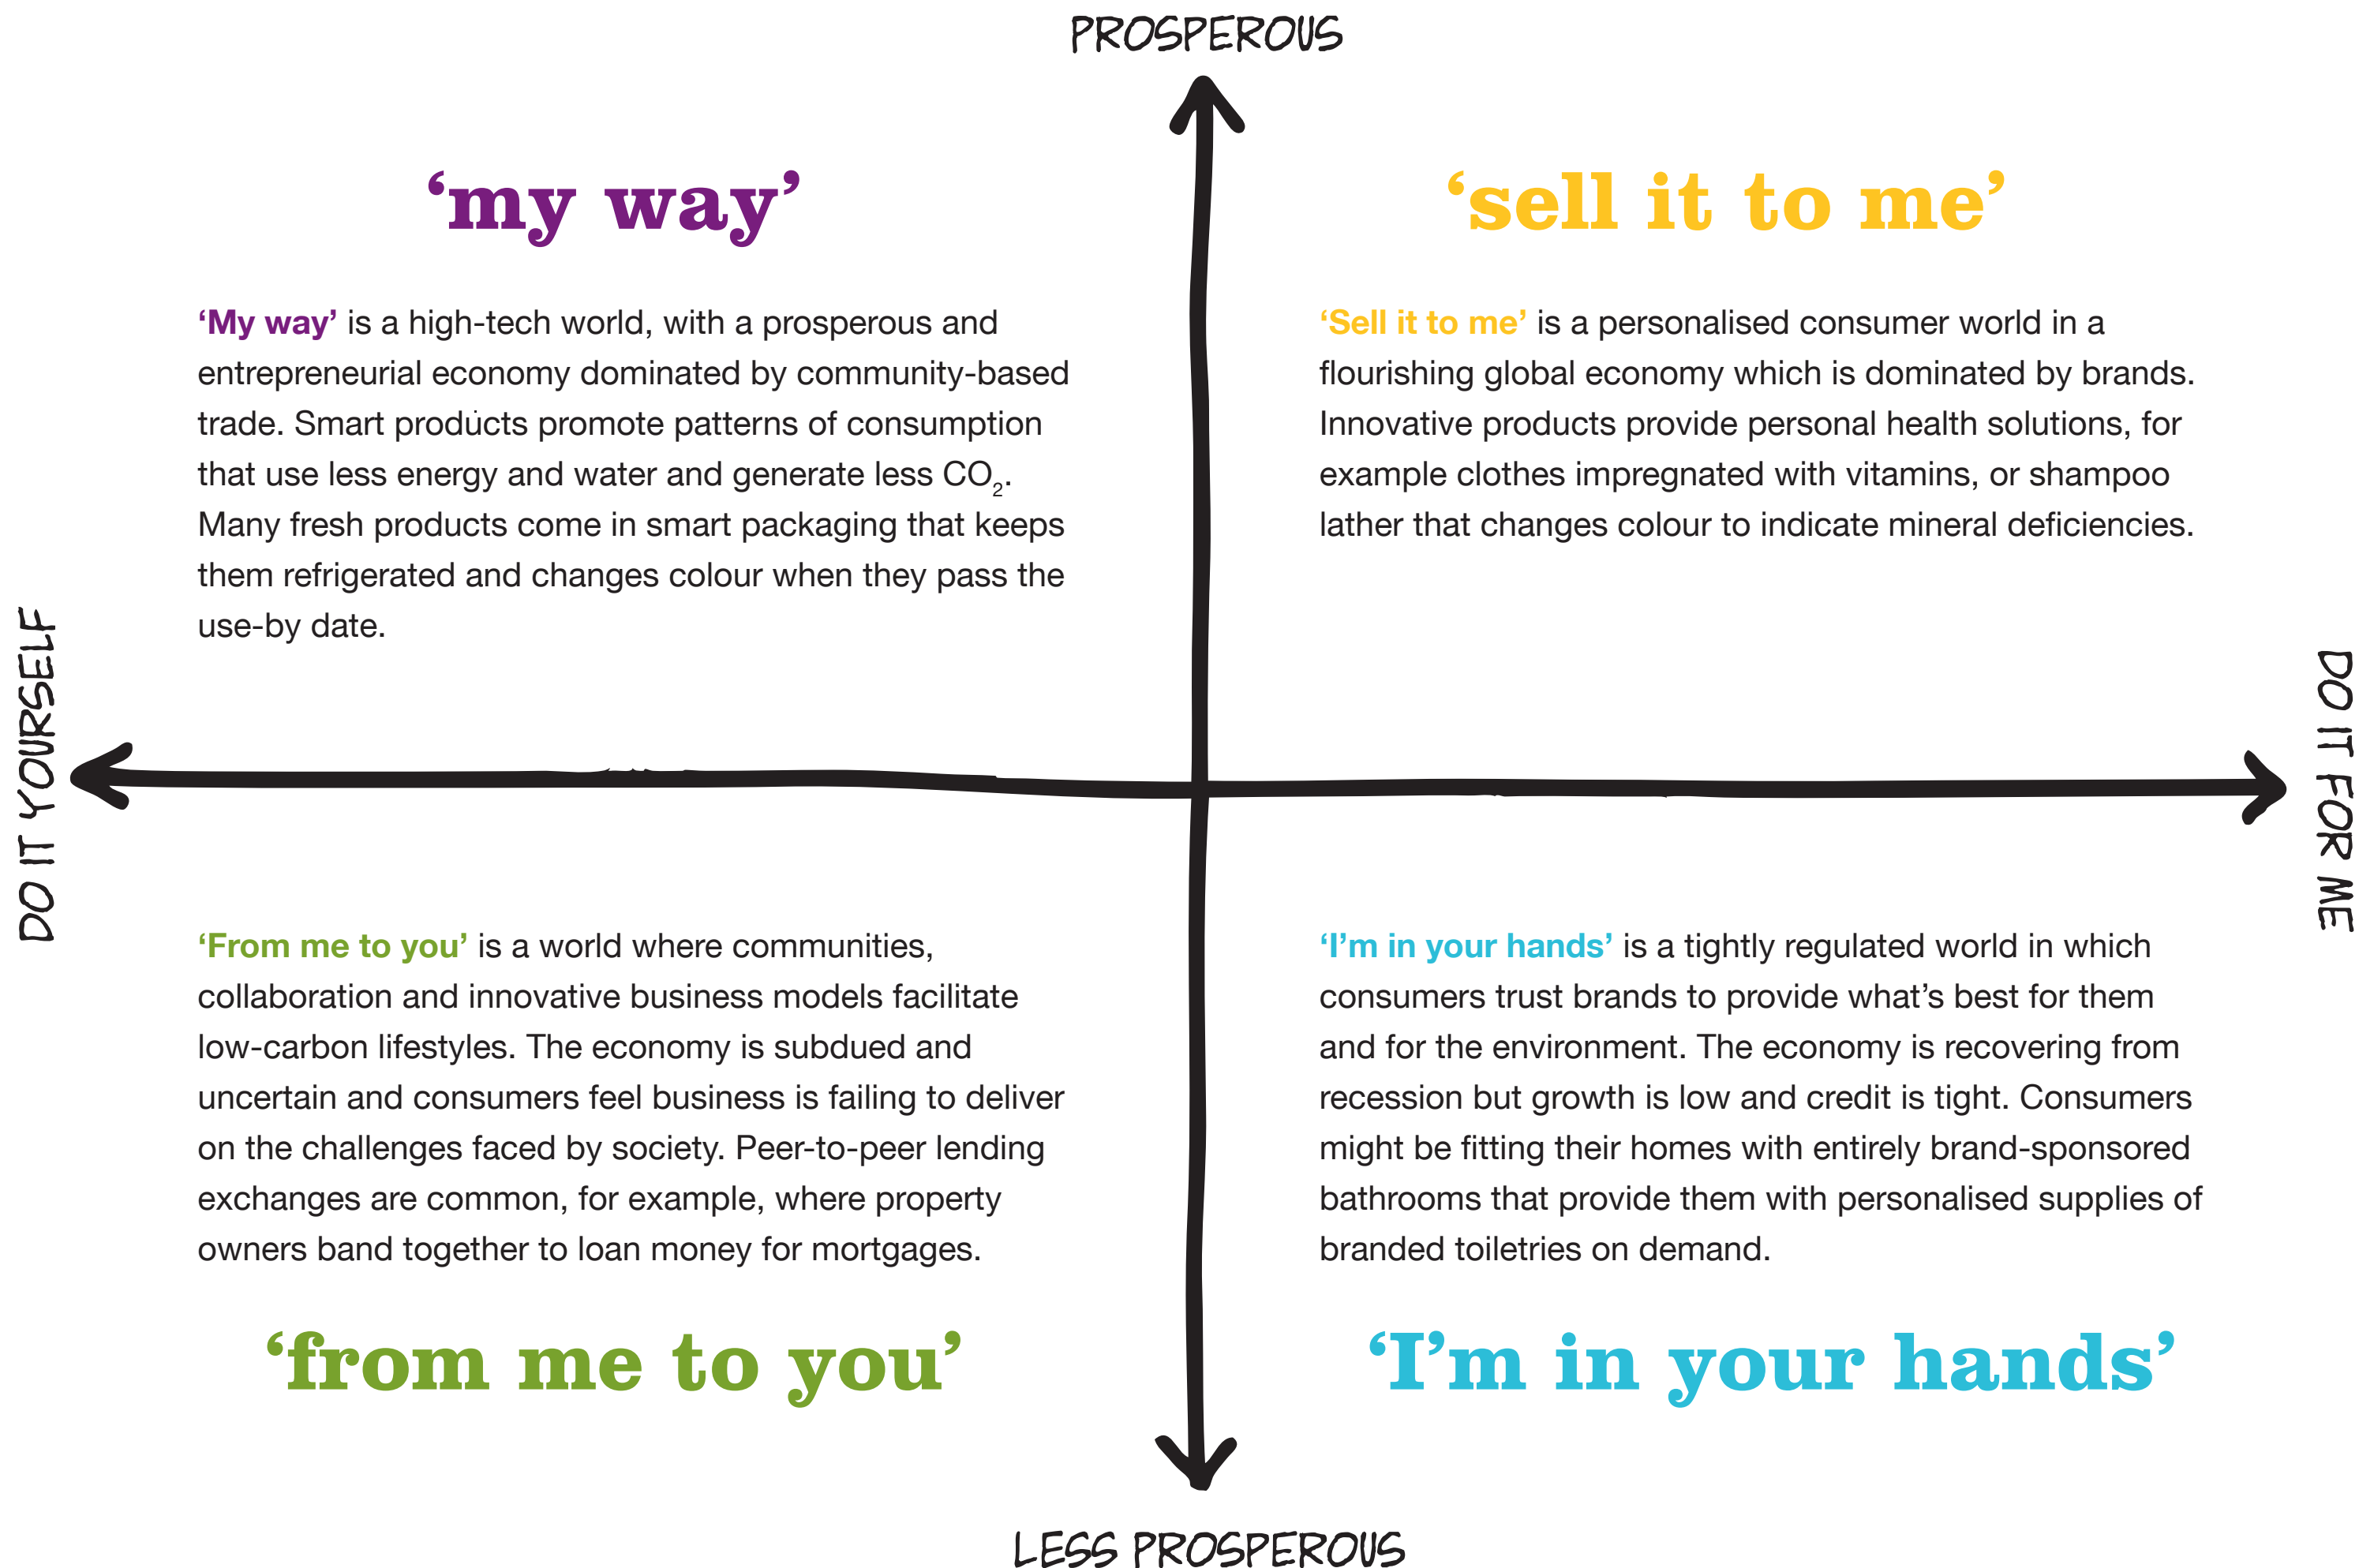 PROSPEROUS
‘my way’
‘My way’ is a high-tech world, with a prosperous and
entrepreneurial economy dominated by community-based
trade. Smart products promote patterns of consumption
that use less energy and water and generate less CO₂.
Many fresh products come in smart packaging that keeps
them refrigerated and changes colour when they pass the
use-by date.
‘sell it to me’
‘Sell it to me’ is a personalised consumer world in a
flourishing global economy which is dominated by brands.
Innovative products provide personal health solutions, for
example clothes impregnated with vitamins, or shampoo
lather that changes colour to indicate mineral deficiencies.
DO IT YOURSELF
DO IT FOR ME
‘From me to you’ is a world where communities,
collaboration and innovative business models facilitate
low-carbon lifestyles. The economy is subdued and
uncertain and consumers feel business is failing to deliver
on the challenges faced by society. Peer-to-peer lending
exchanges are common, for example, where property
owners band together to loan money for mortgages.
‘from me to you’
‘I’m in your hands’ is a tightly regulated world in which
consumers trust brands to provide what’s best for them
and for the environment. The economy is recovering from
recession but growth is low and credit is tight. Consumers
might be fitting their homes with entirely brand-sponsored
bathrooms that provide them with personalised supplies of
branded toiletries on demand.
‘I’m in your hands’
LESS PROSPEROUS